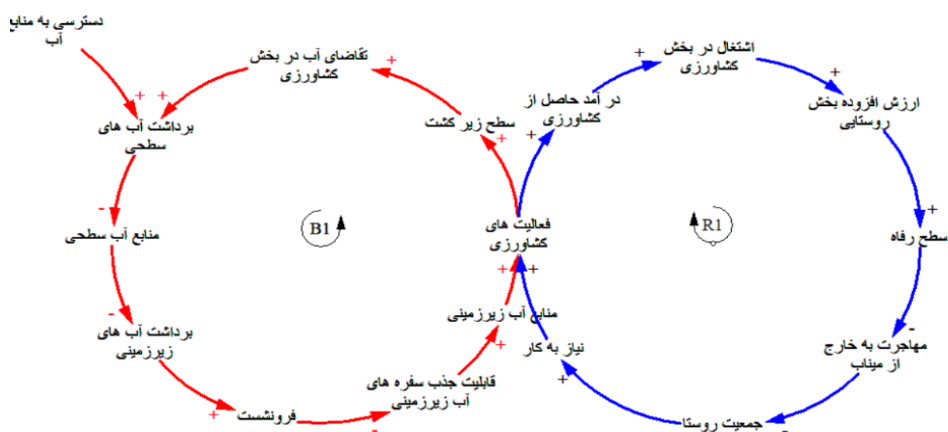 دسترسی به منابع
آب
تقاضای آب در بخش
کشاورزی
اشتغال در بخش
کشاورزی
در آمد حاصل از
کشاورزی
ارزش افزوده بخش
روستایی
برداشت آب های
سطحی
سطح زیر کشت
B1
R1
فعالیت های
کشاورزی
منابع آب سطحی
سطح رفاه
برداشت آب های
زیرزمینی
منابع آب زیرزمینی
نیاز به کار
مهاجرت به خارج
از میناب
قابلیت جذب سفره های
آب زیرزمینی
فرونشست
جمعیت روستا